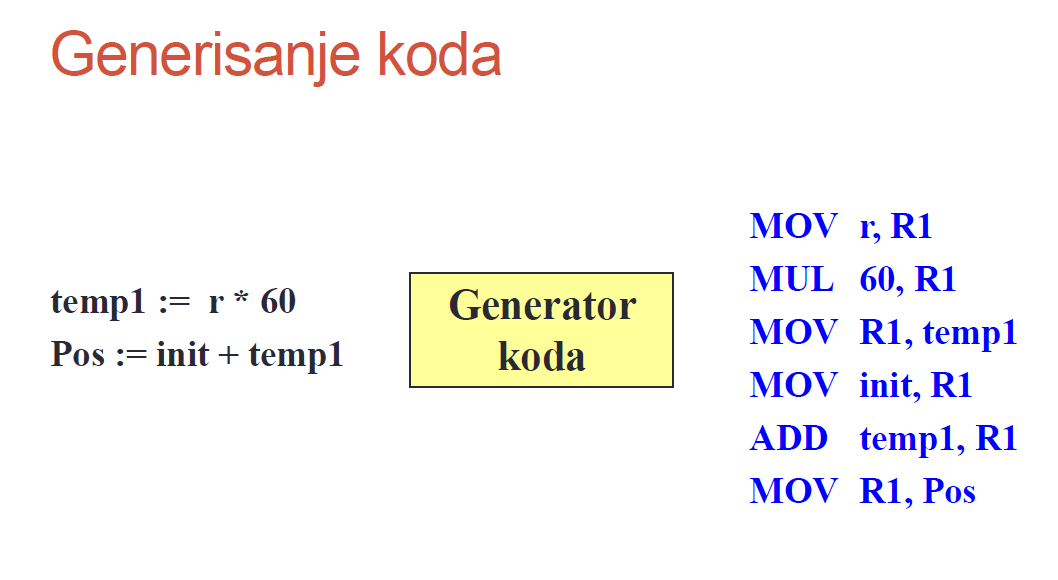 Generisanje koda
temp1 := r * 60
Pos := init + temp1
Generator
koda
MOV r, R1
MUL 60, R1
MOV R1, temp1
MOV init, R1
ADD temp1, R1
MOV R1, Pos